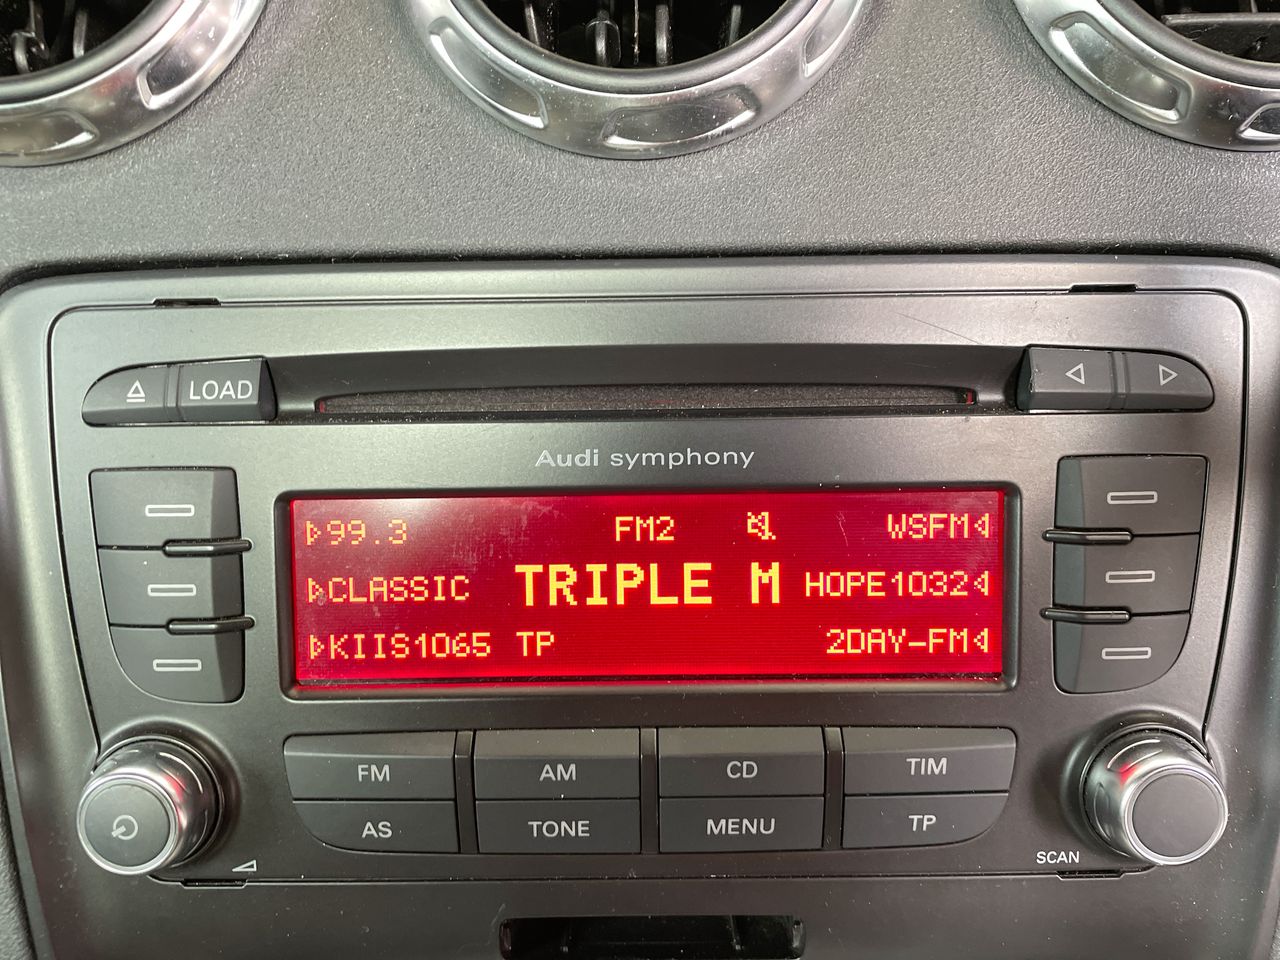 LOAD
Audi symphony
99.3 FM2 WSFM
CLASSIC TRIPLE M HOPE1032
KIIS1065 TP 2DAY-FM
FM AM CD TIM
AS TONE MENU TP
SCAN